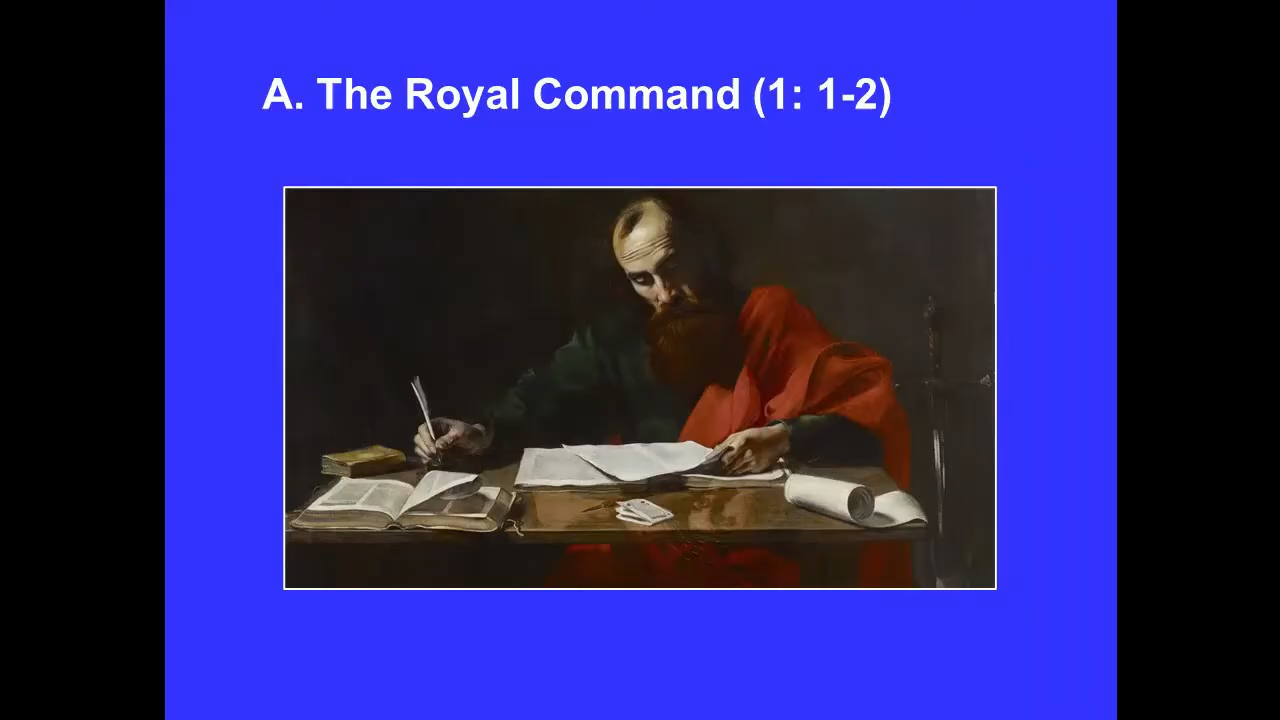 A. The Royal Command (1: 1-2)